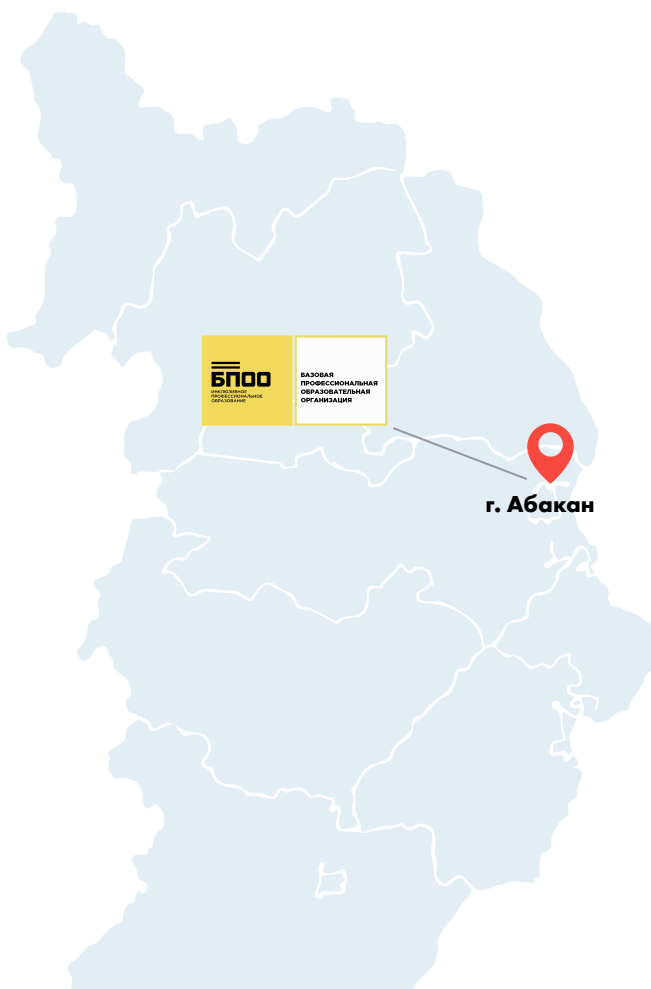 БПОО
ИНКЛЮЗИВНОЕ
ПРОФЕССИОНАЛЬНОЕ
ОБРАЗОВАНИЕ
БАЗОВАЯ
ПРОФЕССИОНАЛЬНАЯ
ОБРАЗОВАТЕЛЬНАЯ
ОРГАНИЗАЦИЯ
г. Абакан